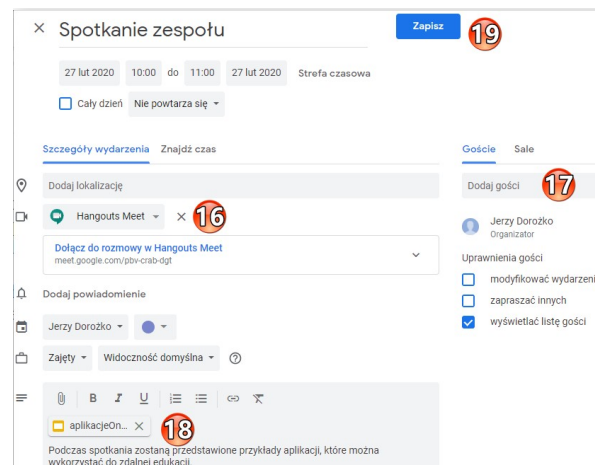 × Spotkanie zespołu Zapisz 19
27 lut 2020 10:00 do 11:00 27 lut 2020 Strefa czasowa
Cały dzień Nie powtarza się
Szczegóły wydarzenia Znajdź czas Goście Sale
Dodaj lokalizację Dodaj gości 17
Hangouts Meet × 16
Jerzy Dorożko
Organizator
Dołącz do rozmowy w Hangouts Meet
meet.google.com/pbv-crab-dgt
Uprawnienia gości
modyfikować wydarzeni
Dodaj powiadomienie
zapraszać innych
Jerzy Dorożko wyświetlać listę gości
Zajęty Widoczność domyślna ?
B I U
aplikacjeOn... × 18
Podczas spotkania zostaną przedstawione przykłady aplikacji, które można
wykorzystać do zdalnej edukacji.